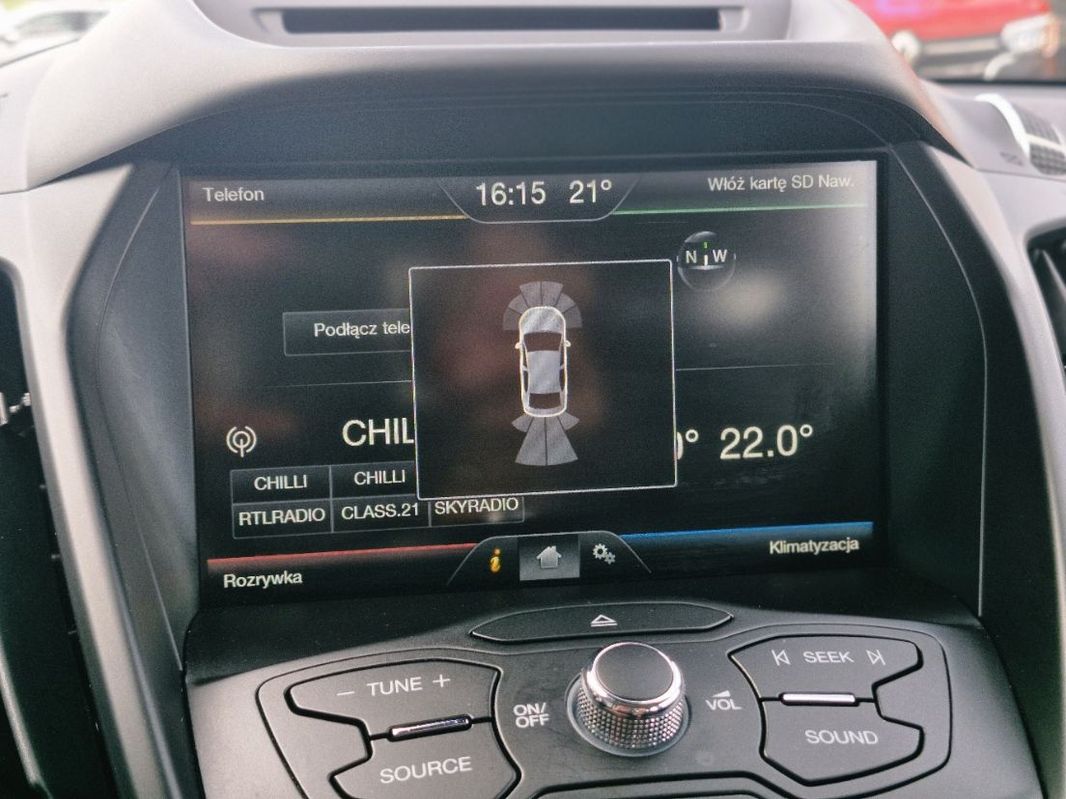 Telefon
16:15 21°
Włóż kartę SD Naw.
N W
Podłącz tele
CHIL
° 22.0°
CHILLI CHILLI
RTLRADIO CLASS.21 SKYRADIO
Rozrywka
i
Klimatyzacja
− TUNE +
SEEK
ON/
OFF
VOL
SOURCE
SOUND